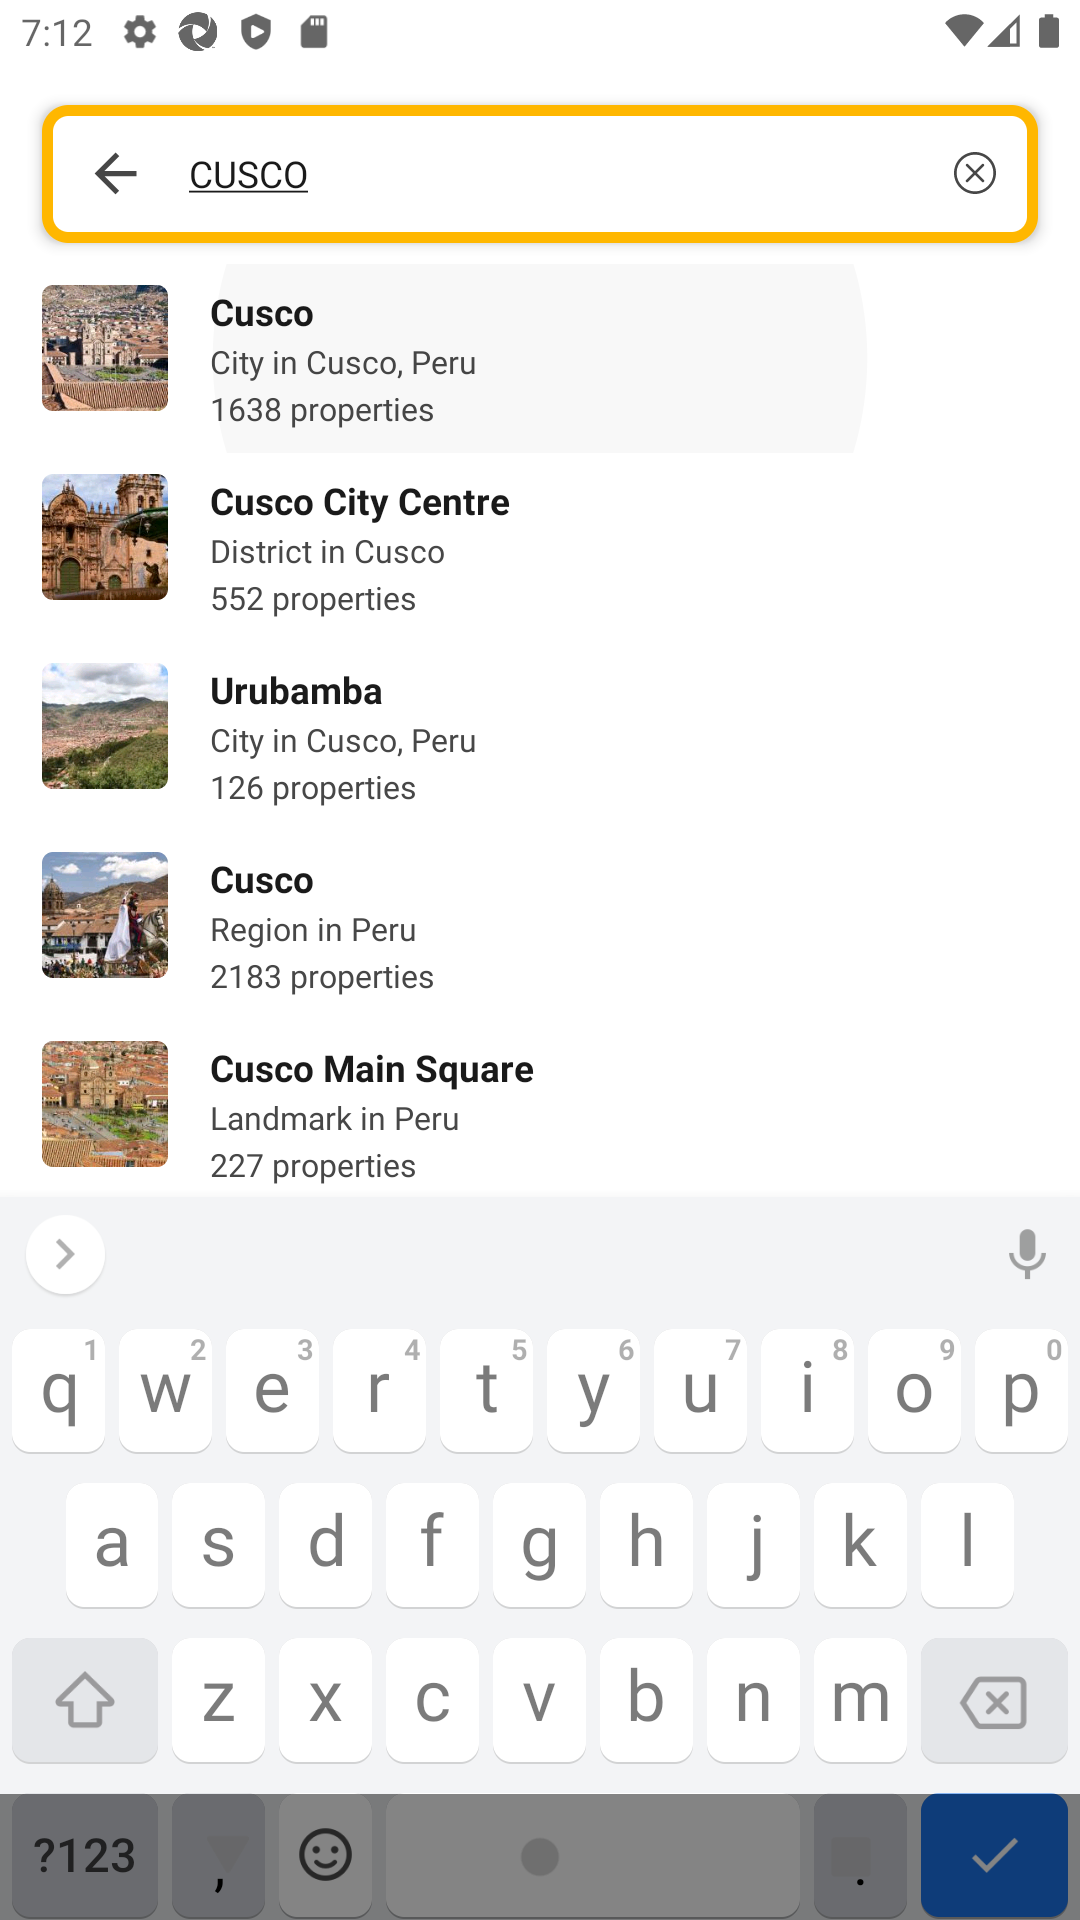 7:12
CUSCO
Cusco
City in Cusco, Peru
1638 properties
Cusco City Centre
District in Cusco
552 properties
Urubamba
City in Cusco, Peru
126 properties
Cusco
Region in Peru
2183 properties
Cusco Main Square
Landmark in Peru
227 properties
1 2 3 4 5 6 7 8 9 0
q w e r t y u i o p
a s d f g h j k l
z x c v b n m
?123 , .